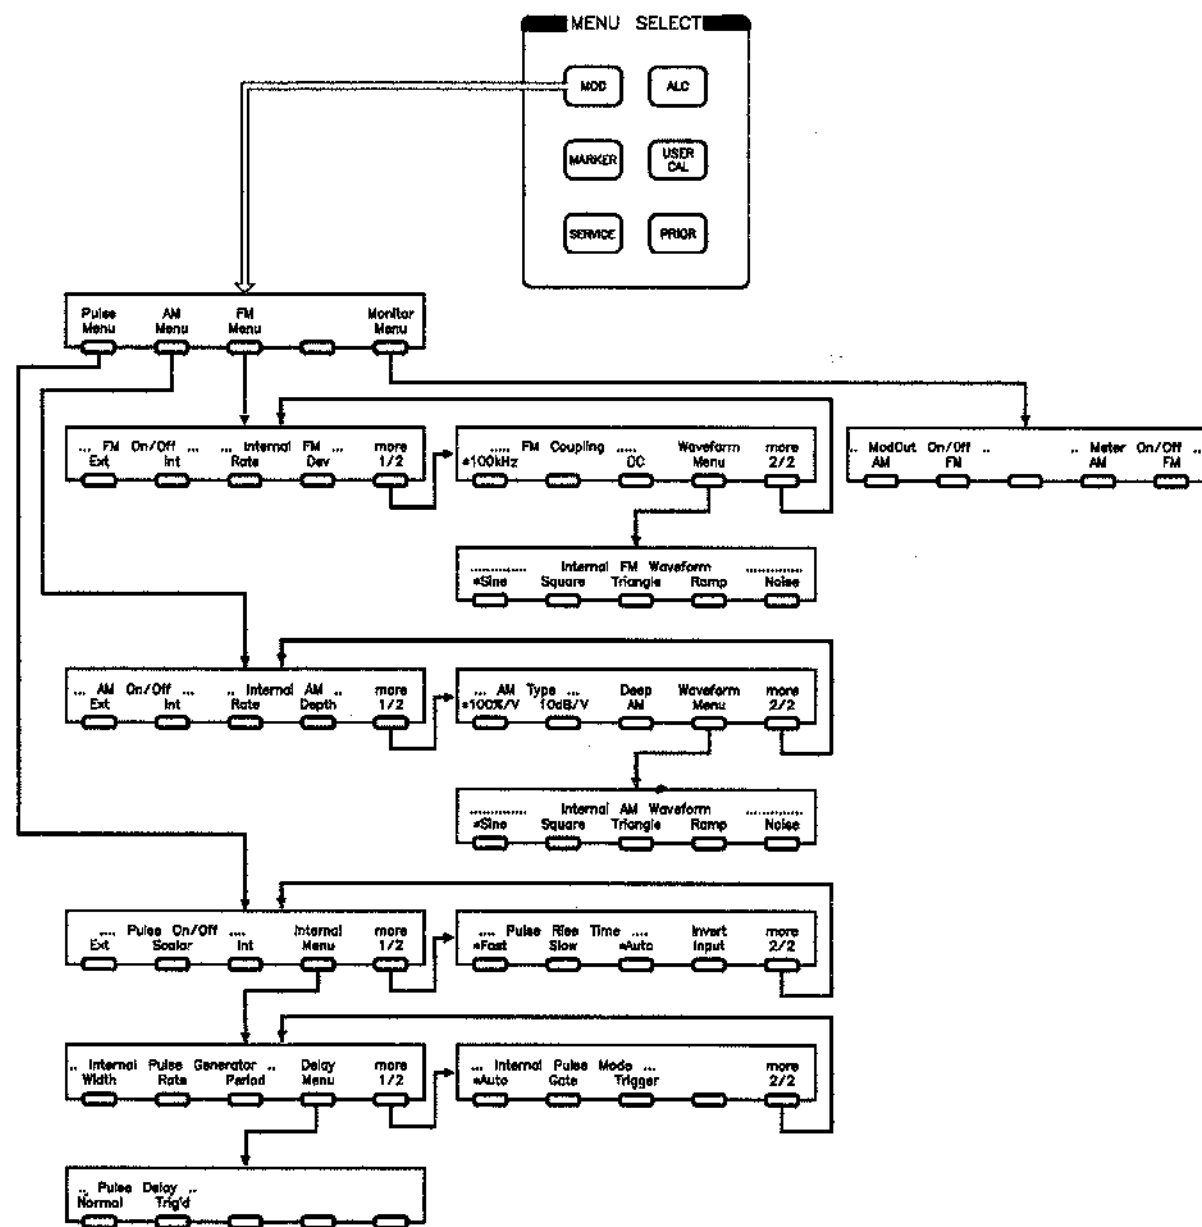 MENU SELECT
MOD ALC
MARKER USER CAL
SERVICE PRIOR
Pulse Menu AM Menu FM Menu Monitor Menu
... FM On/Off ... ... Internal FM ... more
Ext Int Rate Dev 1/2
..... FM Coupling ..... Waveform more
*100kHz DC Menu 2/2
.. ModOut On/Off .. .. Meter On/Off ..
AM FM AM FM
............. Internal FM Waveform .............
*Sine Square Triangle Ramp Noise
... AM On/Off ... .. Internal AM .. more
Ext Int Rate Depth 1/2
... AM Type ... Deep Waveform more
*100%/V 10dB/V AM Menu 2/2
............. Internal AM Waveform .............
*Sine Square Triangle Ramp Noise
.... Pulse On/Off .... Internal more
Ext Scalar Int Menu 1/2
.... Pulse Rise Time .... Invert more
*Fast Slow *Auto Input 2/2
.. Internal Pulse Generator .. Delay more
Width Rate Period Menu 1/2
... Internal Pulse Mode ... more
*Auto Gate Trigger 2/2
.. Pulse Delay ..
Normal Trig'd